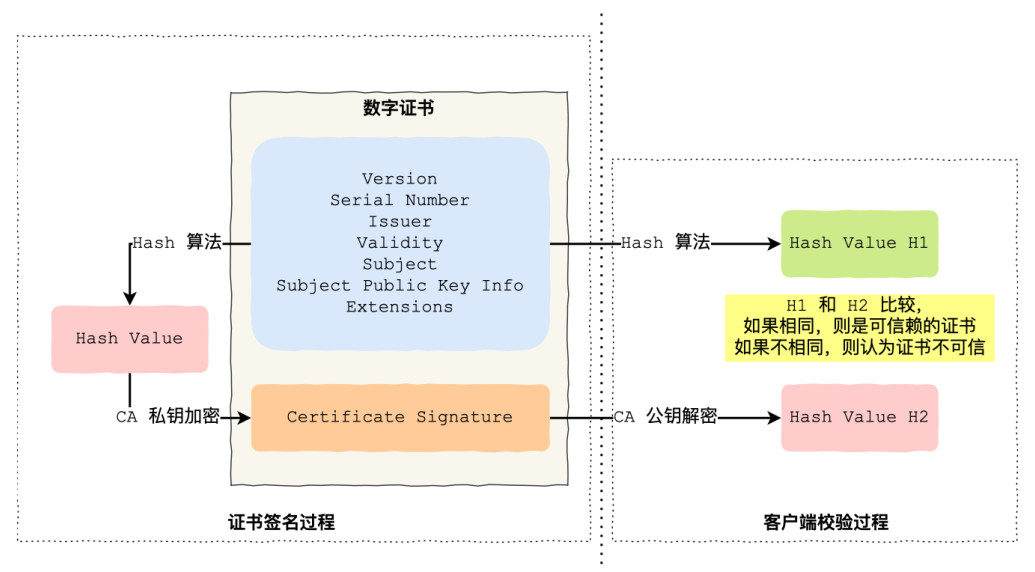 数字证书
Version
Serial Number
Issuer
Validity
Subject
Subject Public Key Info
Extensions
Hash 算法
Hash Value
CA 私钥加密
Certificate Signature
证书签名过程
Hash 算法
Hash Value H1
H1 和 H2 比较,
如果相同，则是可信赖的证书
如果不相同，则认为证书不可信
CA 公钥解密
Hash Value H2
客户端校验过程